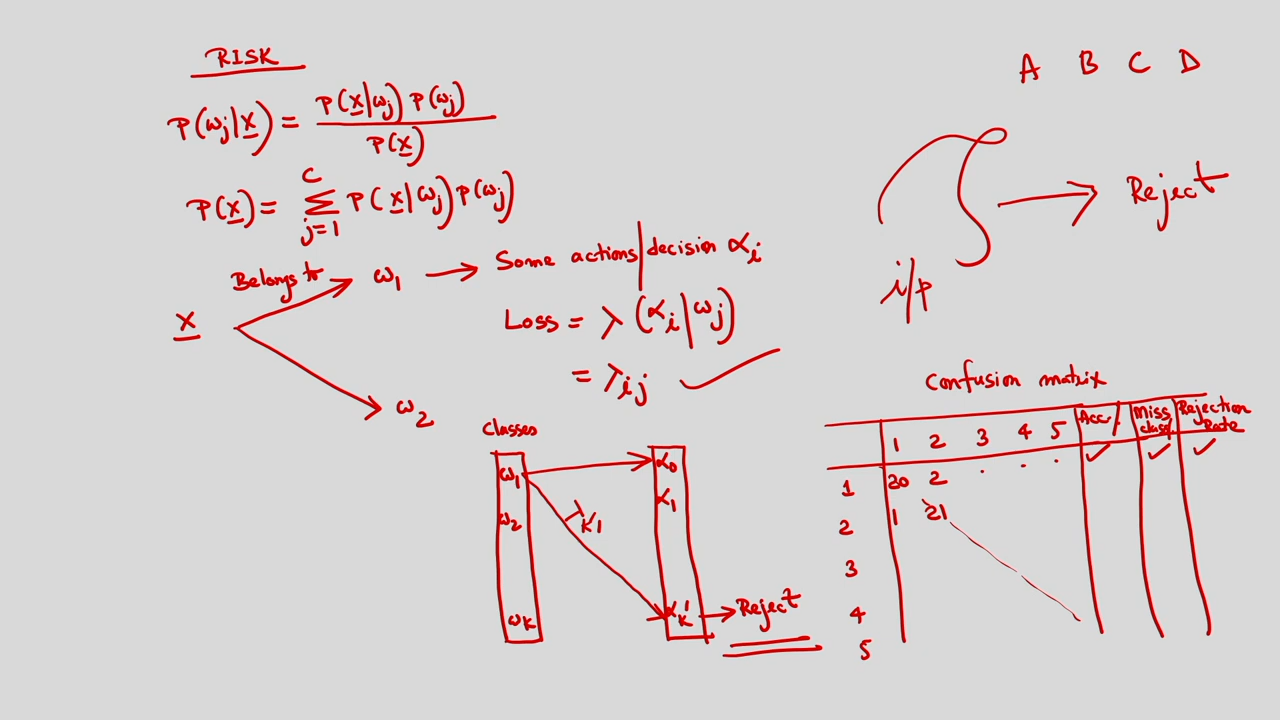 RISK
P(ωj|x) = P(x|ωj) P(ωj) / P(x)
P(x) = C Σ j=1 P(x|ωj) P(ωj)
x
Belongs to
ω1 → Some actions/decision αi
Loss = λ(αi|ωj)
= λij
ω2
Classes
ω1
ω2
ωK
λK'1
α0
α1
αK' → Reject
A B C D
→ Reject
i/p
Confusion matrix
1 2 3 4 5 Acc/. Miss class. Rejection Rate
1 20 2 . . . ✓ ✓ ✓
2 1 21
3
4
5